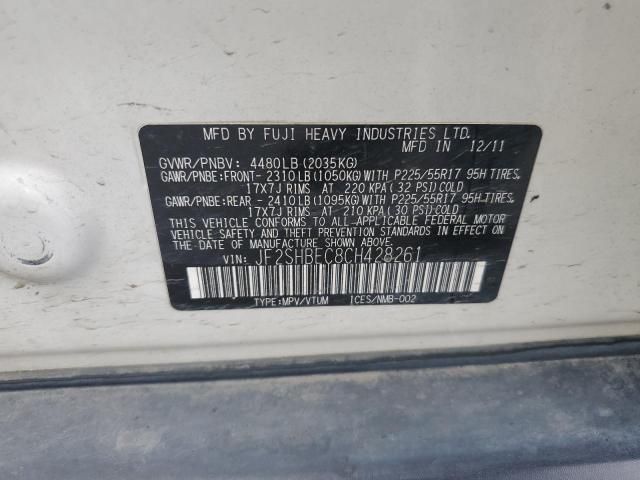 MFD BY FUJI HEAVY INDUSTRIES LTD.
MFD IN 12/11
GVWR/PNBV: 4480LB (2035KG)
GAWR/PNBE:FRONT- 2310LB (1050KG)WITH P225/55R17 95H TIRES,
17X7J RIMS AT 220 KPA (32 PSI)COLD
GAWR/PNBE:REAR - 2410LB (1095KG)WITH P225/55R17 95H TIRES,
17X7J RIMS AT 210 KPA (30 PSI)COLD
THIS VEHICLE CONFORMS TO ALL APPLICABLE FEDERAL MOTOR
VEHICLE SAFETY AND BUMPER STANDARDS IN EFFECT ON THE
DATE OF MANUFACTURE SHOWN ABOVE.
VIN: JF2SHBEC8CH428261
TYPE:MPV/VTUM ICES/NMB-002